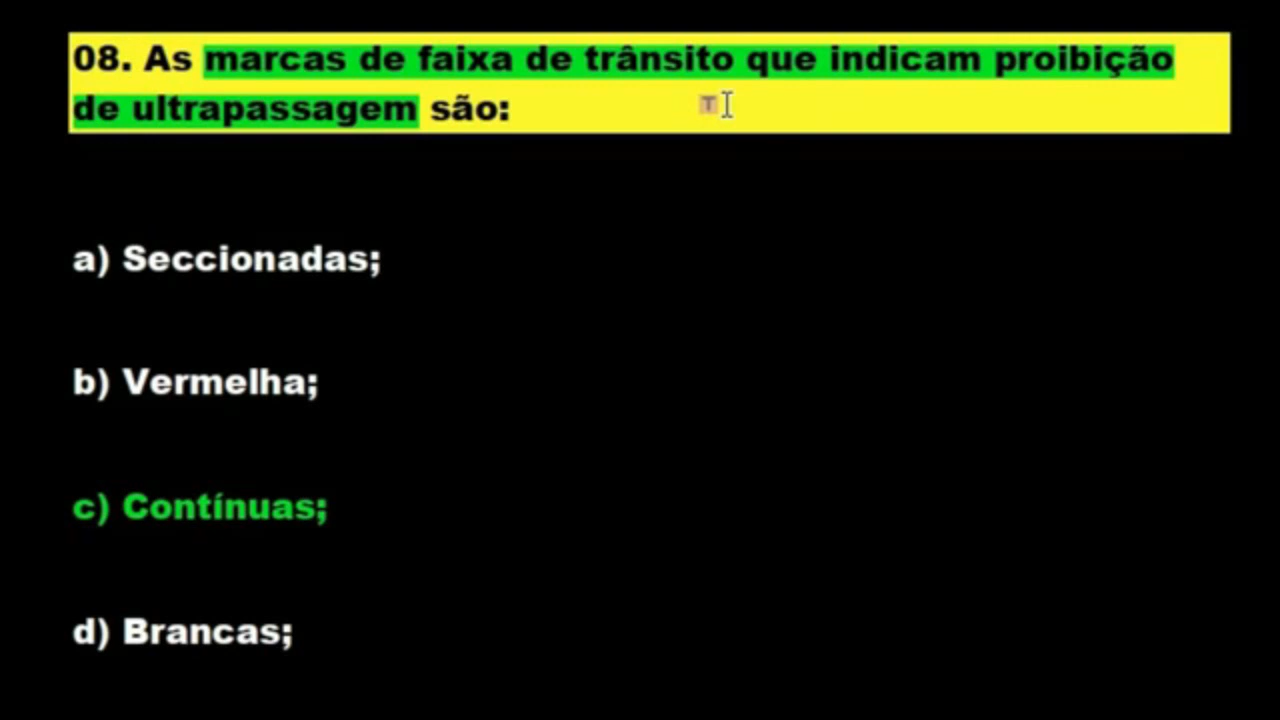 08. As marcas de faixa de trânsito que indicam proibição
de ultrapassagem são:
a) Seccionadas;
b) Vermelha;
c) Contínuas;
d) Brancas;